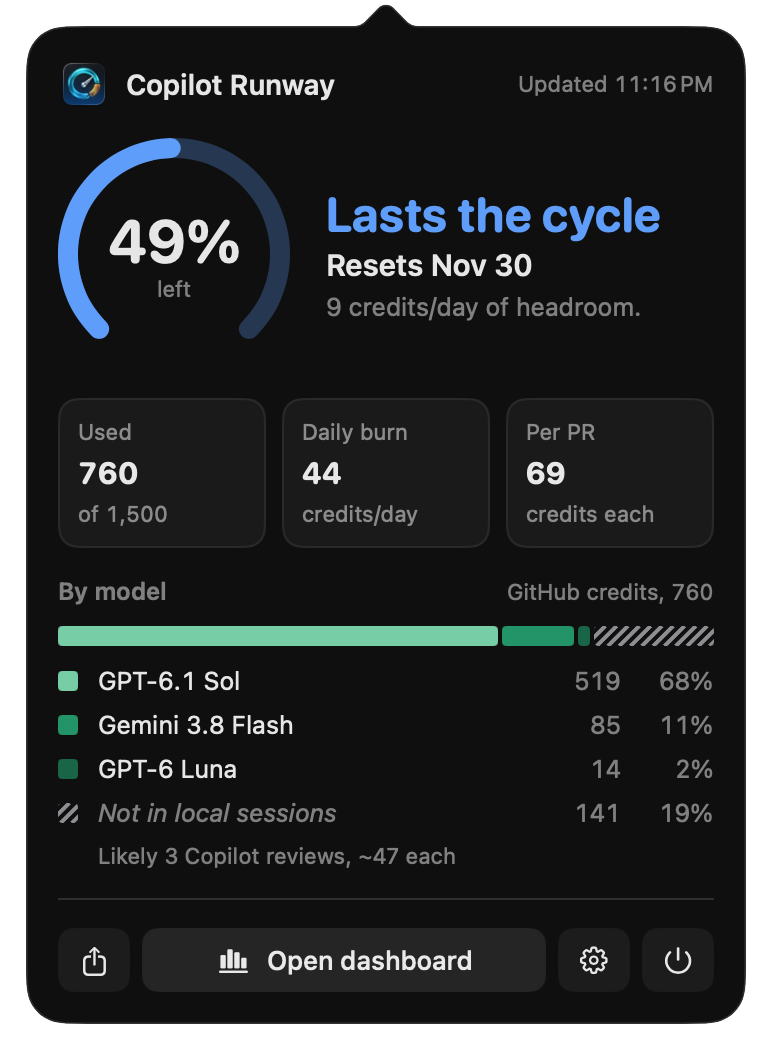 Copilot Runway
Updated 11:16 PM
49%
left
Lasts the cycle
Resets Nov 30
9 credits/day of headroom.
Used
760
of 1,500
Daily burn
44
credits/day
Per PR
69
credits each
By model
GitHub credits, 760
GPT-6.1 Sol 519 68%
Gemini 3.8 Flash 85 11%
GPT-6 Luna 14 2%
Not in local sessions 141 19%
Likely 3 Copilot reviews, ~47 each
Open dashboard